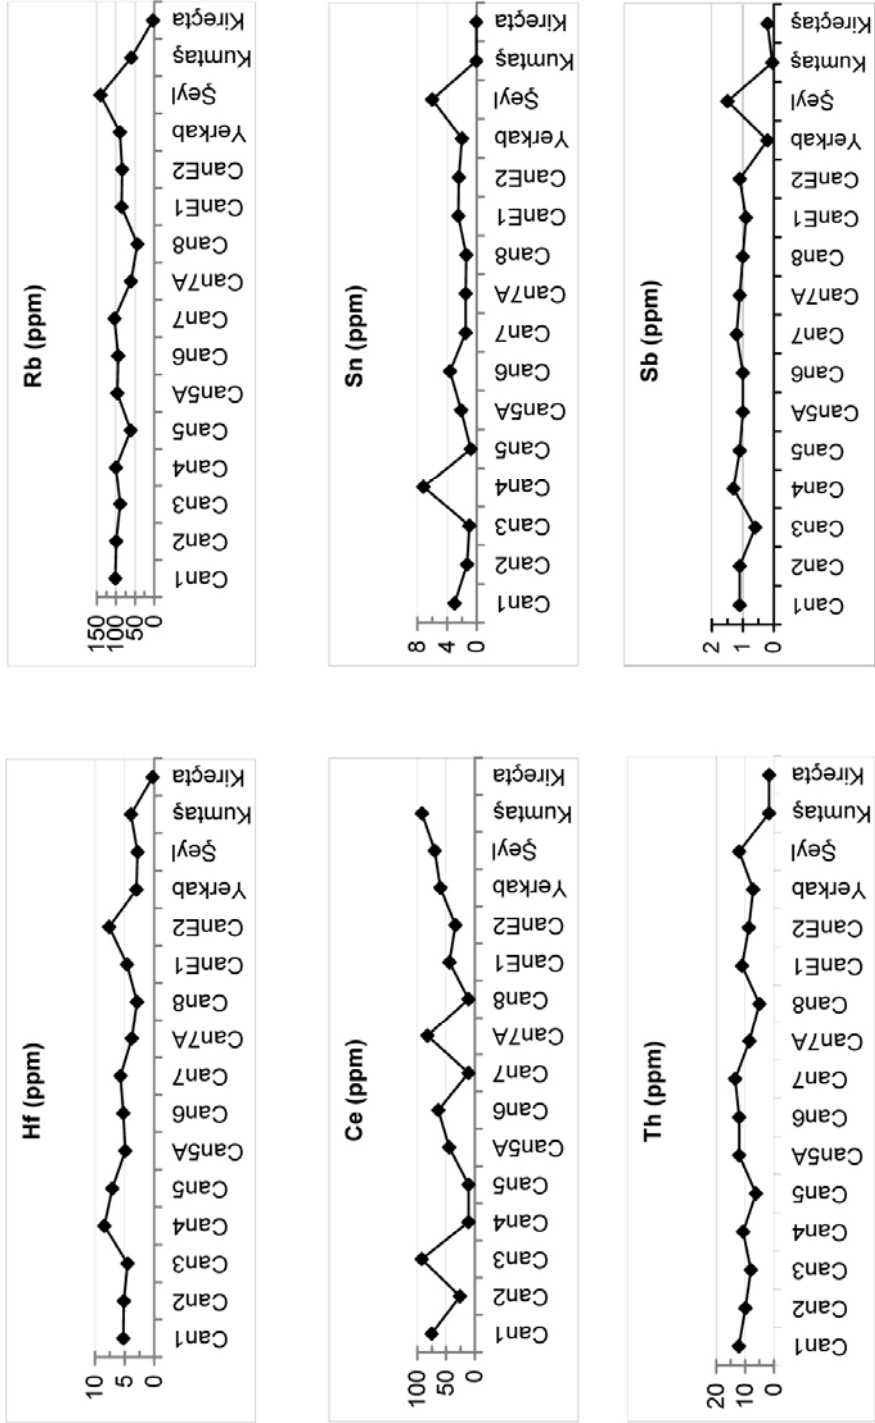 Rb (ppm)
150
100
50
0
Can1
Can2
Can3
Can4
Can5
Can5A
Can6
Can7
Can7A
Can8
CanE1
CanE2
Yerkab
Şeyl
Kumtaş
Kireçta
Sn (ppm)
8
4
0
Can1
Can2
Can3
Can4
Can5
Can5A
Can6
Can7
Can7A
Can8
CanE1
CanE2
Yerkab
Şeyl
Kumtaş
Kireçta
Sb (ppm)
2
1
0
Can1
Can2
Can3
Can4
Can5
Can5A
Can6
Can7
Can7A
Can8
CanE1
CanE2
Yerkab
Şeyl
Kumtaş
Kireçtaş
Hf (ppm)
10
5
0
Can1
Can2
Can3
Can4
Can5
Can5A
Can6
Can7
Can7A
Can8
CanE1
CanE2
Yerkab
Şeyl
Kumtaş
Kireçta
Ce (ppm)
100
50
0
Can1
Can2
Can3
Can4
Can5
Can5A
Can6
Can7
Can7A
Can8
CanE1
CanE2
Yerkab
Şeyl
Kumtaş
Kireçta
Th (ppm)
20
10
0
Can1
Can2
Can3
Can4
Can5
Can5A
Can6
Can7
Can7A
Can8
CanE1
CanE2
Yerkab
Şeyl
Kumtaş
Kireçta